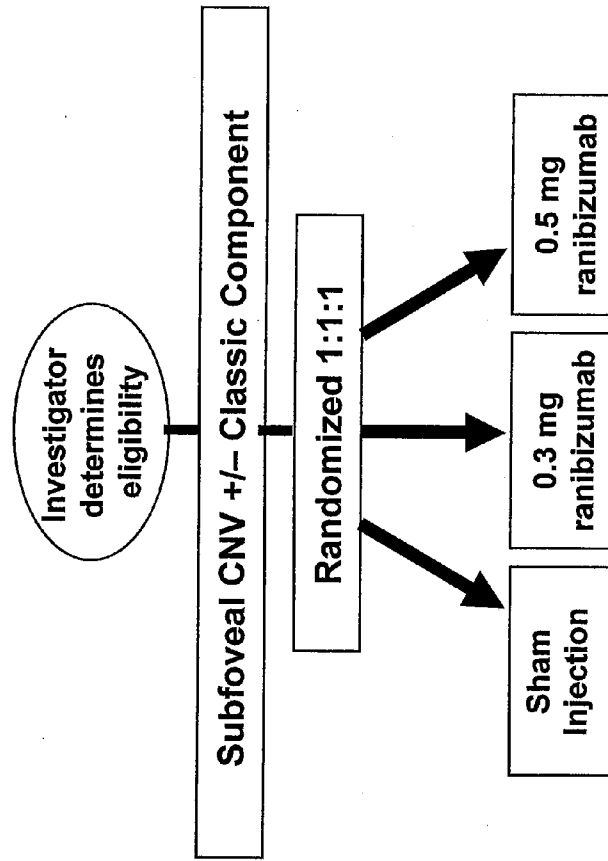 Investigator
determines
eligibility
Subfoveal CNV +/– Classic Component
Randomized 1:1:1
Sham
Injection
0.3 mg
ranibizumab
0.5 mg
ranibizumab